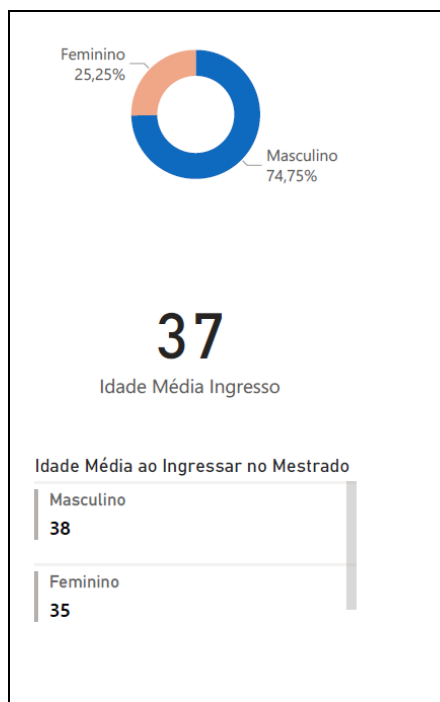 Feminino
25,25%
Masculino
74,75%
37
Idade Média Ingresso
Idade Média ao Ingressar no Mestrado
Masculino
38
Feminino
35